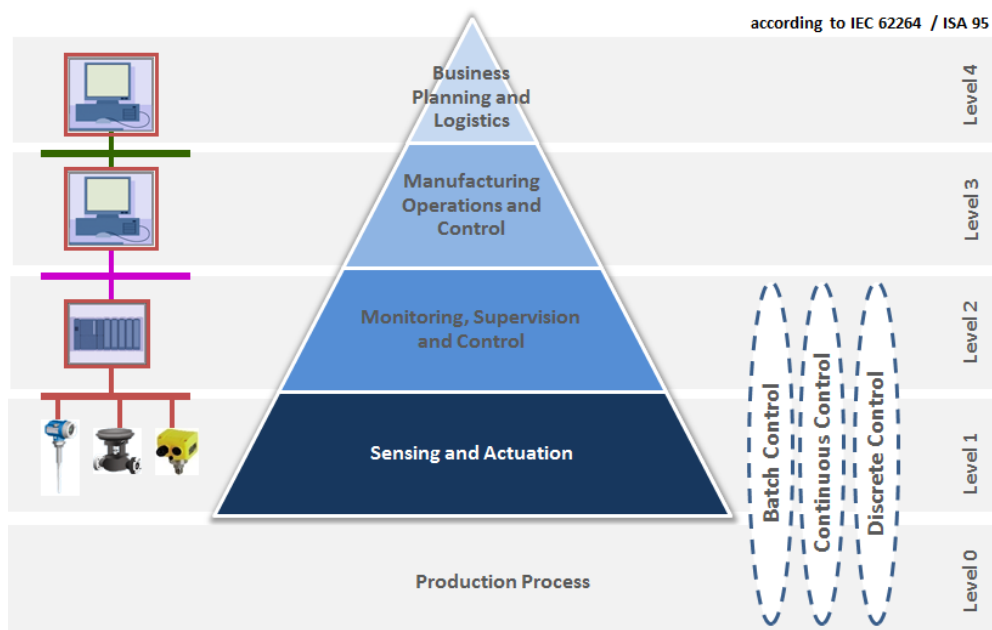 according to IEC 62264 / ISA 95
Business
Planning and
Logistics
Level 4
Manufacturing
Operations and
Control
Level 3
Monitoring, Supervision
and Control
Level 2
Sensing and Actuation
Level 1
Batch Control
Continuous Control
Discrete Control
Production Process
Level 0